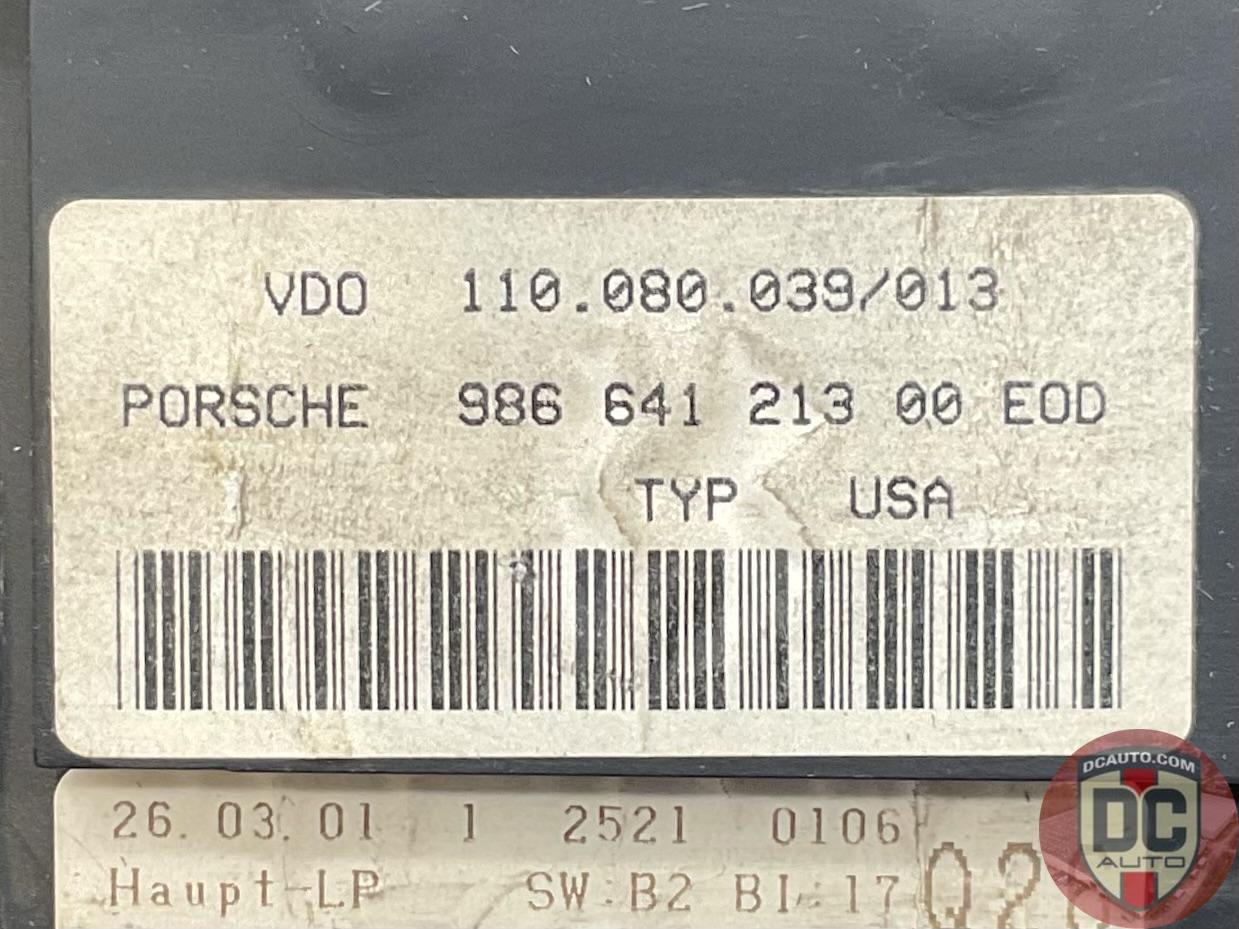 VDO 110.080.039/013
PORSCHE 986 641 213 00 EOD
TYP USA
26.03.01 1 2521 0106
Haupt-LP SW:B2 BI:17
DCAUTO.COM
DC
AUTO